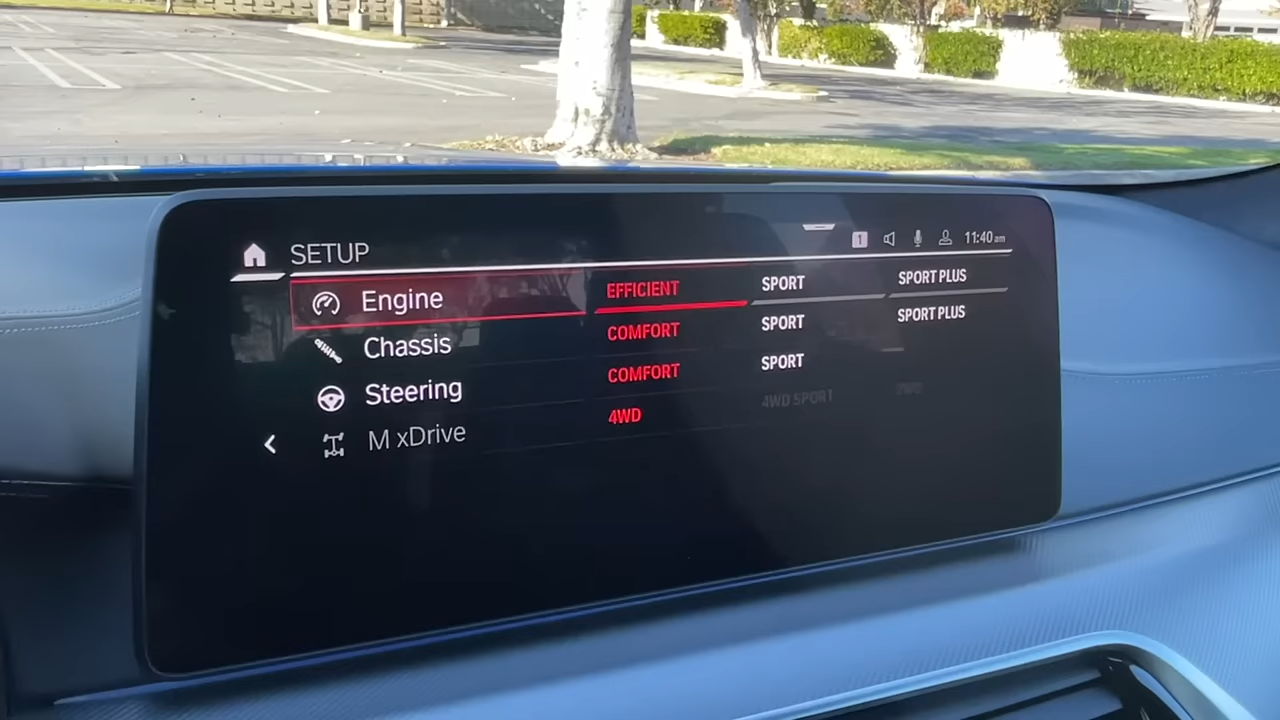 SETUP 1 11:40 am
Engine EFFICIENT SPORT SPORT PLUS
Chassis COMFORT SPORT SPORT PLUS
Steering COMFORT SPORT
M xDrive 4WD 4WD SPORT 2WD